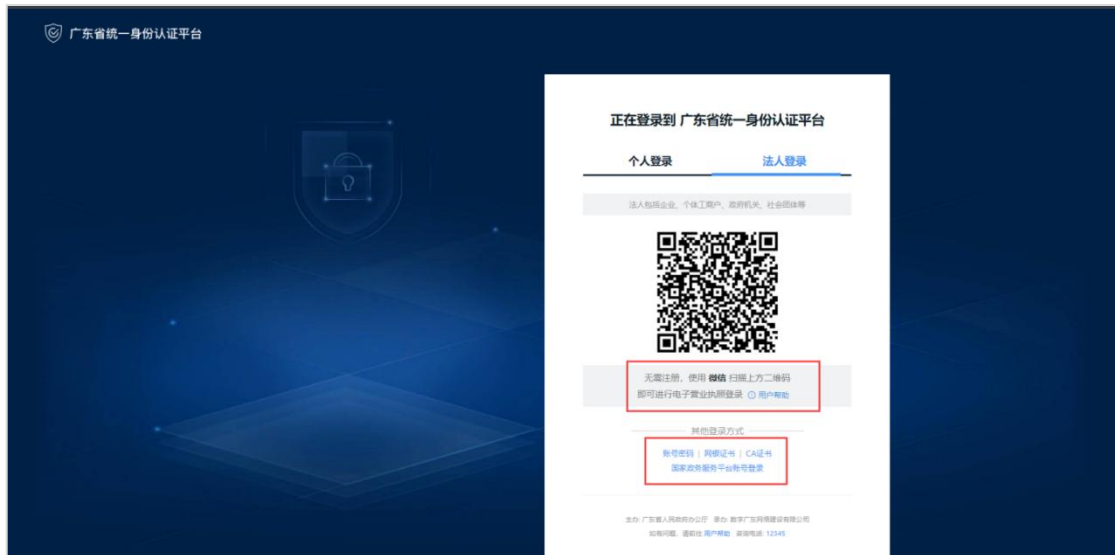 广东省统一身份认证平台
正在登录到 广东省统一身份认证平台
个人登录 法人登录
法人包括企业、个体工商户、政府机关、社会团体等
无需注册，使用 微信 扫描上方二维码
即可进行电子营业执照登录 用户帮助
其他登录方式
账号密码 | 网银证书 | CA证书
国家政务服务平台账号登录
主办: 广东省人民政府办公厅 承办: 数字广东网络建设有限公司
如有问题，请前往 用户帮助 咨询电话: 12345